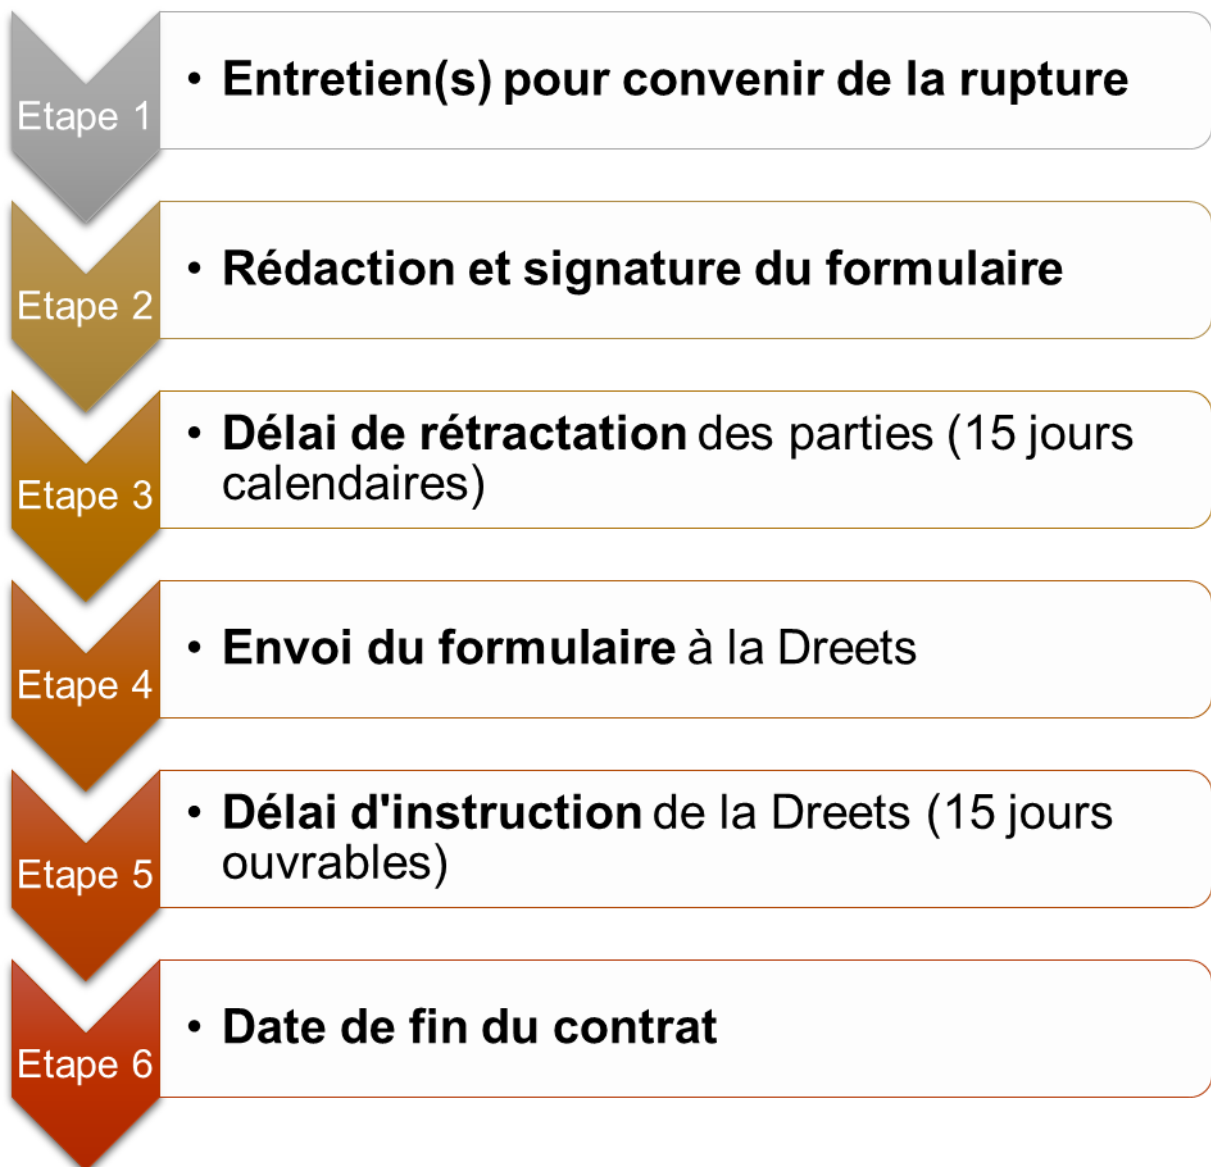 Etape 1
• Entretien(s) pour convenir de la rupture
Etape 2
• Rédaction et signature du formulaire
Etape 3
• Délai de rétractation des parties (15 jours
calendaires)
Etape 4
• Envoi du formulaire à la Dreets
Etape 5
• Délai d'instruction de la Dreets (15 jours
ouvrables)
Etape 6
• Date de fin du contrat